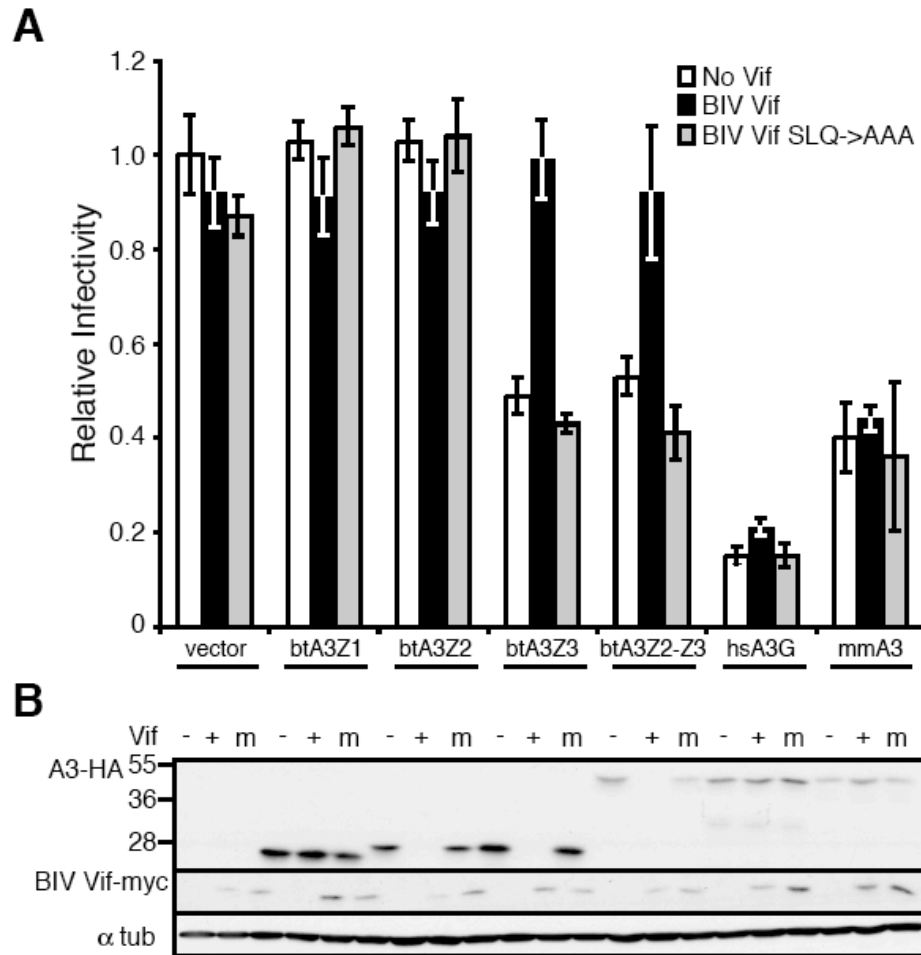 A
1.2
1.0
0.8
0.6
0.4
0.2
0
Relative Infectivity
No Vif
BIV Vif
BIV Vif SLQ->AAA
vector btA3Z1 btA3Z2 btA3Z3 btA3Z2-Z3 hsA3G mmA3
B
Vif - + m - + m - + m - + m - + m - + m - + m
A3-HA
55
36
28
BIV Vif-myc
α tub